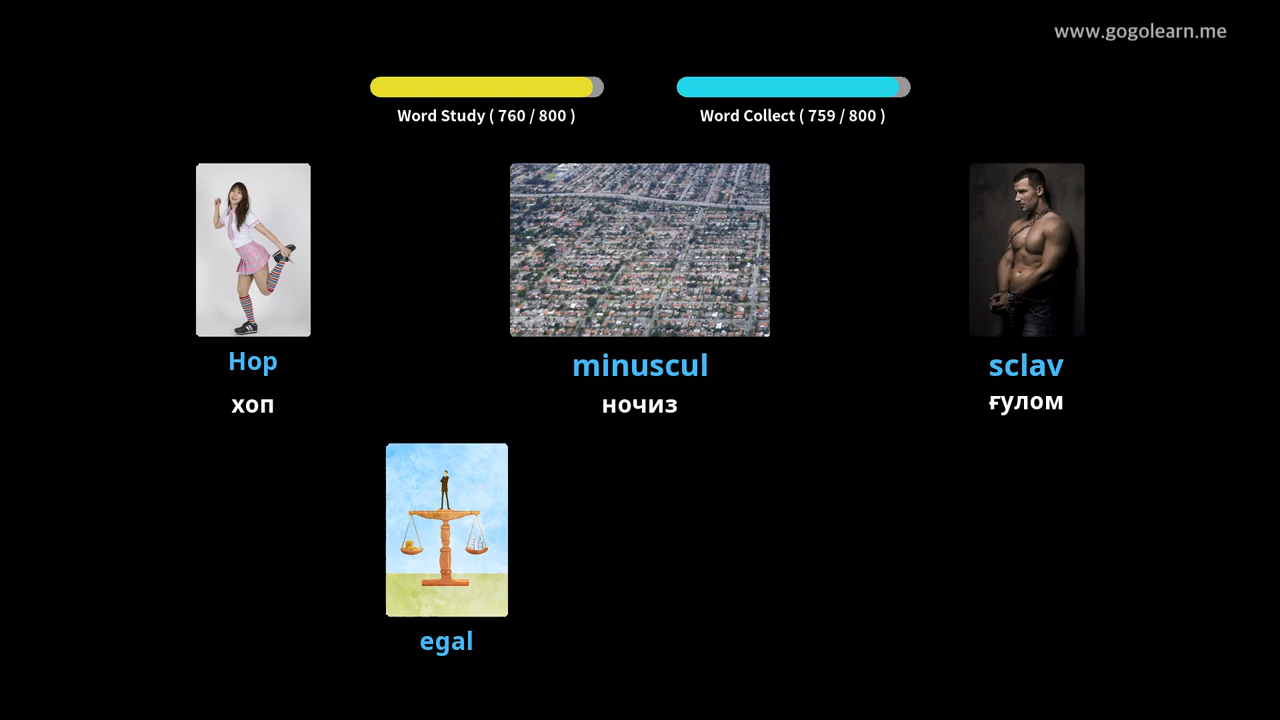 www.gogolearn.me
Word Study ( 760 / 800 )
Word Collect ( 759 / 800 )
Hop
хоп
minuscul
ночиз
sclav
ғулом
egal